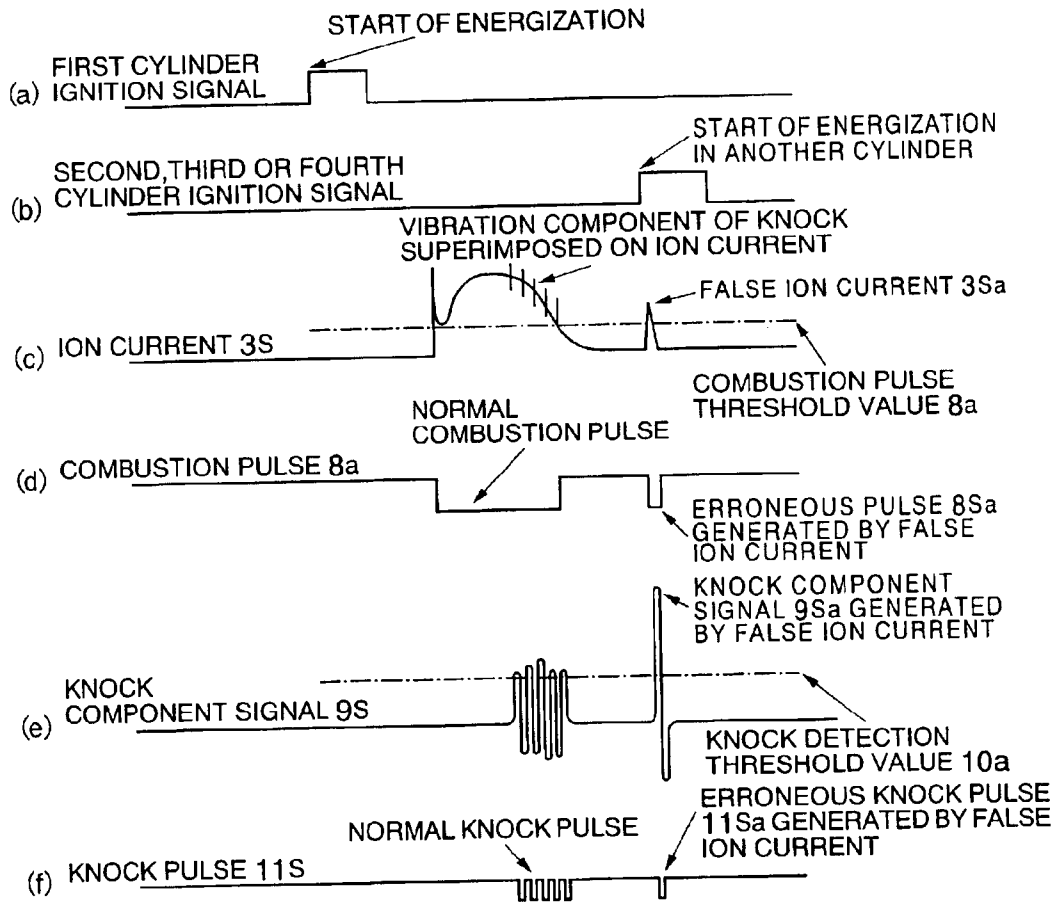 START OF ENERGIZATION
(a) FIRST CYLINDER
IGNITION SIGNAL
START OF ENERGIZATION
IN ANOTHER CYLINDER
(b) SECOND,THIRD OR FOURTH
CYLINDER IGNITION SIGNAL
VIBRATION COMPONENT OF KNOCK
SUPERIMPOSED ON ION CURRENT
FALSE ION CURRENT 3Sa
(c) ION CURRENT 3S
COMBUSTION PULSE
THRESHOLD VALUE 8a
NORMAL
COMBUSTION PULSE
(d) COMBUSTION PULSE 8a
ERRONEOUS PULSE 8Sa
GENERATED BY FALSE
ION CURRENT
KNOCK COMPONENT
SIGNAL 9Sa GENERATED
BY FALSE ION CURRENT
(e) KNOCK
COMPONENT SIGNAL 9S
KNOCK DETECTION
THRESHOLD VALUE 10a
ERRONEOUS KNOCK PULSE
11Sa GENERATED BY FALSE
ION CURRENT
NORMAL KNOCK PULSE
(f) KNOCK PULSE 11S